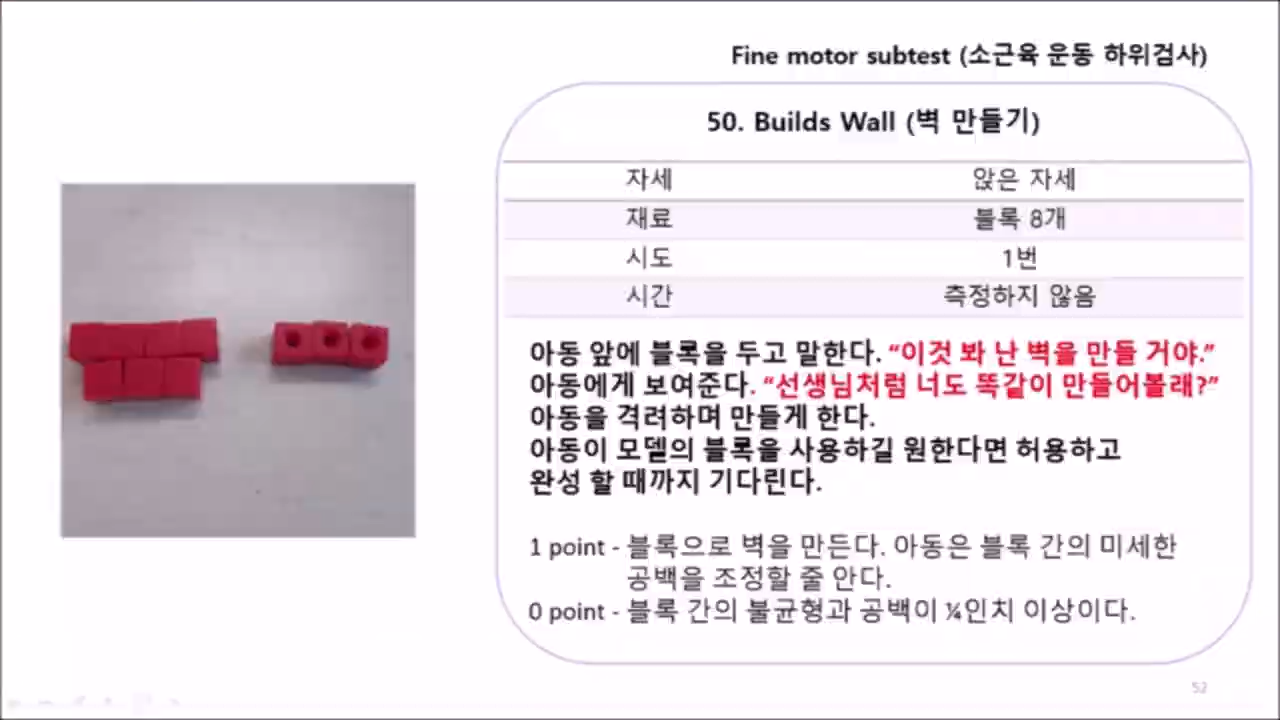 Fine motor subtest (소근육 운동 하위검사)
50. Builds Wall (벽 만들기)
자세 앉은 자세
재료 블록 8개
시도 1번
시간 측정하지 않음
아동 앞에 블록을 두고 말한다. “이것 봐 난 벽을 만들 거야.”
아동에게 보여준다. “선생님처럼 너도 똑같이 만들어볼래?”
아동을 격려하며 만들게 한다.
아동이 모델의 블록을 사용하길 원한다면 허용하고
완성 할 때까지 기다린다.
1 point - 블록으로 벽을 만든다. 아동은 블록 간의 미세한
공백을 조정할 줄 안다.
0 point - 블록 간의 불균형과 공백이 ¼인치 이상이다.
52